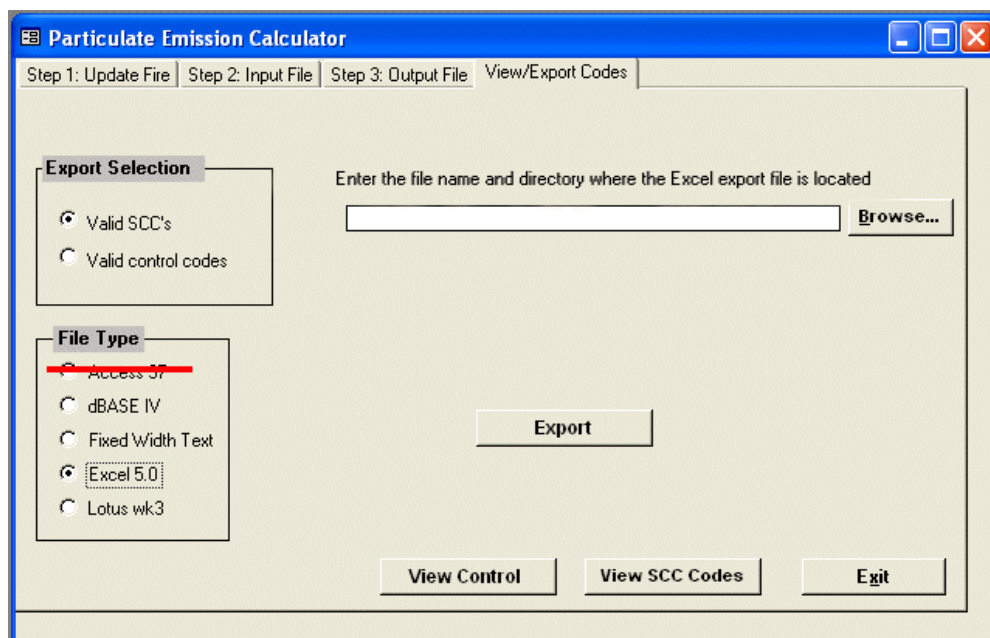 Particulate Emission Calculator
Step 1: Update Fire Step 2: Input File Step 3: Output File View/Export Codes
Export Selection
Valid SCC's
Valid control codes
Enter the file name and directory where the Excel export file is located
Browse...
File Type
Access 97
dBASE IV
Fixed Width Text
Excel 5.0
Lotus wk3
Export
View Control View SCC Codes Exit